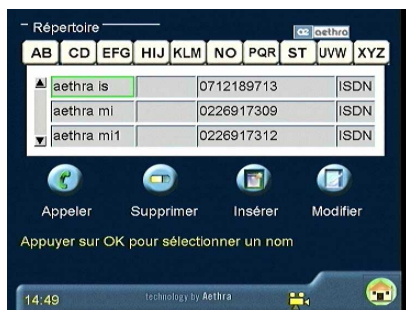 Répertoire
aethra
AB CD EFG HIJ KLM NO PQR ST UVW XYZ
aethra is 0712189713 ISDN
aethra mi 0226917309 ISDN
aethra mi1 0226917312 ISDN
Appeler Supprimer Insérer Modifier
Appuyer sur OK pour sélectionner un nom
14:49 technology by Aethra